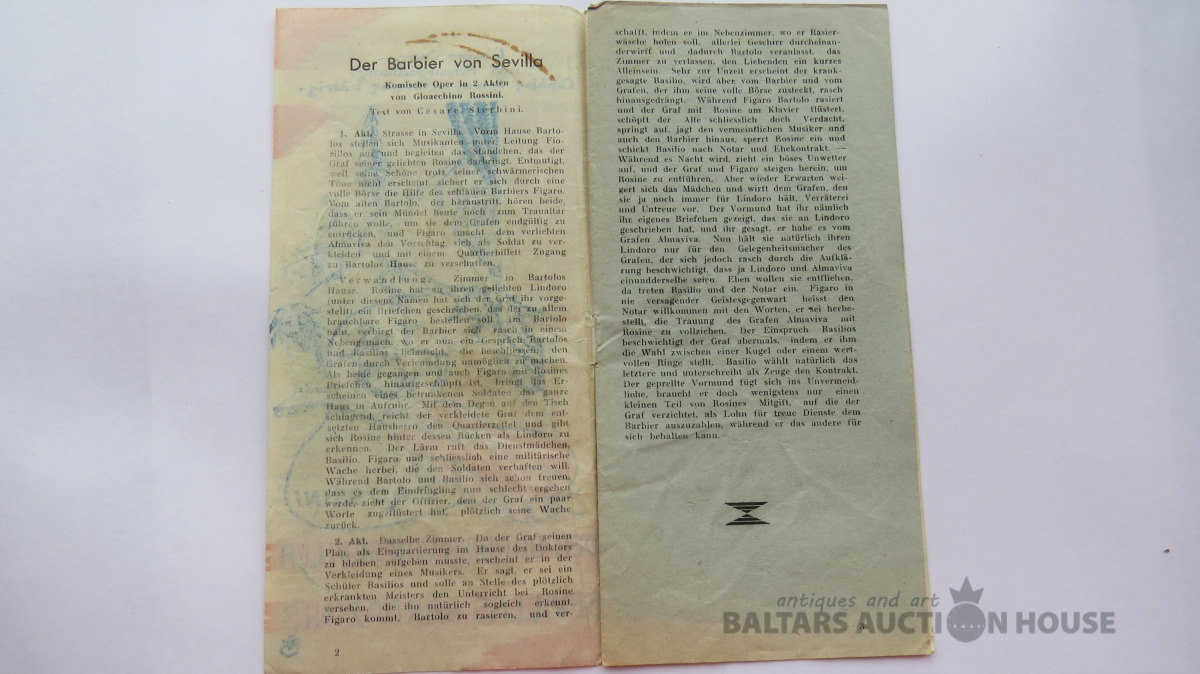 Der Barbier von Sevilla
Komische Oper in 2 Akten
von Gioacchino Rossini.
Text von Cesare Sterbini.
1. Akt. Strasse in Sevilla. Vorm Hause Barto-
los stellen sich Musikanten unter Leitung Fio-
rillos auf und begleiten das Ständchen, das der
Graf seiner geliebten Rosine darbringt. Entmutigt,
weil seine Schöne trotz seiner schwärmerischen
Töne nicht erscheint, sichert er sich durch eine
volle Börse die Hilfe des schlauen Barbiers Figaro.
Vom alten Bartolo, der heraustritt, hören beide,
dass er sein Mündel heute noch zum Traualtar
führen wolle, um sie dem Grafen endgültig zu
entrücken, und Figaro macht dem verliebten
Almaviva den Vorschlag, sich als Soldat zu ver-
kleiden und mit einem Quartierbillett Zugang
zu Bartolos Hause zu verschaffen.
Verwandlung. Zimmer in Bartolos
Haus. Rosine hat an ihren geliebten Lindoro
(unter diesem Namen hat sich der Graf ihr vorge-
stellt) ein Briefchen geschrieben, das der zu allem
brauchbare Figaro bestellen soll. Da Bartolo
naht, verbirgt der Barbier sich rasch in einem
Nebengemach, wo er nun ein Gespräch Bartolos
und Basilios belauscht, die beschliessen, den
Grafen durch Verleumdung unmöglich zu machen.
Als beide gegangen und auch Figaro mit Rosines
Briefchen hinausgeschlüpft ist, bringt das Er-
scheinen eines betrunkenen Soldaten das ganze
Haus in Aufruhr. Mit dem Degen auf den Tisch
schlagend, reicht der verkleidete Graf dem ent-
setzten Hausherrn den Quartierzettel und gibt
sich Rosine hinter dessen Rücken als Lindoro zu
erkennen. Der Lärm ruft das Dienstmädchen,
Basilio, Figaro und schliesslich eine militärische
Wache herbei, die den Soldaten verhaften will.
Während Bartolo und Basilio sich schon freuen,
dass es dem Eindringling nun schlecht ergehen
werde, zieht der Offizier, dem der Graf ein paar
Worte zugeflüstert hat, plötzlich seine Wache
zurück.
2. Akt. Dasselbe Zimmer. Da der Graf seinen
Plan, als Einquartierung im Hause des Doktors
zu bleiben, aufgeben musste, erscheint er in der
Verkleidung eines Musikers. Er sagt, er sei ein
Schüler Basilios und solle an Stelle des plötzlich
erkrankten Meisters den Unterricht bei Rosine
versehen, die ihn natürlich sogleich erkennt.
Figaro kommt, Bartolo zu rasieren, und ver-
2
schafft, indem er im Nebenzimmer, wo er Rasier-
wäsche holen soll, allerlei Geschirr durcheinan-
derwirft und dadurch Bartolo veranlasst, das
Zimmer zu verlassen, den Liebenden ein kurzes
Alleinsein. Sehr zur Unzeit erscheint der krank-
gesagte Basilio, wird aber vom Barbier und vom
Grafen, der ihm seine volle Börse zusteckt, rasch
hinausgedrängt. Während Figaro Bartolo rasiert
und der Graf mit Rosine am Klavier flüstert,
schöpft der Alte schliesslich doch Verdacht,
springt auf, jagt den vermeintlichen Musiker und
auch den Barbier hinaus, sperrt Rosine ein und
schickt Basilio nach Notar und Ehekontrakt. —
Während es Nacht wird, zieht ein böses Unwetter
auf, und der Graf und Figaro steigen herein, um
Rosine zu entführen. Aber wieder Erwarten wei-
gert sich das Mädchen und wirft dem Grafen, den
sie ja noch immer für Lindoro hält, Verräterei
und Untreue vor. Der Vormund hat ihr nämlich
ihr eigenes Briefchen gezeigt, das sie an Lindoro
geschrieben hat, und ihr gesagt, er habe es vom
Grafen Almaviva. Nun hält sie natürlich ihren
Lindoro nur für den Gelegenheitsmacher des
Grafen, der sich jedoch rasch durch die Aufklä-
rung beschwichtigt, dass ja Lindoro und Almaviva
einunddderselbe seien. Eben wollen sie entfliehen,
da treten Basilio und der Notar ein. Figaro in
nie versagender Geistesgegenwart heisst den
Notar willkommen mit den Worten, er sei herbe-
stellt, die Trauung des Grafen Almaviva mit
Rosine zu vollziehen. Der Einspruch Basilios
beschwichtigt der Graf abermals, indem er ihm
die Wahl zwischen einer Kugel oder einem wert-
vollen Ringe stellt. Basilio wählt natürlich das
letztere und unterschreibt als Zeuge den Kontrakt.
Der geprellte Vormund fügt sich ins Unvermeid-
liohe, braucht er doch wenigstens nur einen
kleinen Teil von Rosines Mitgift, auf die der
Graf verzichtet, als Lohn für treue Dienste dem
Barbier auszuzahlen, während er das andere für
sich behalten kann.
3
antiques and art
BALTARS AUCTION HOUSE